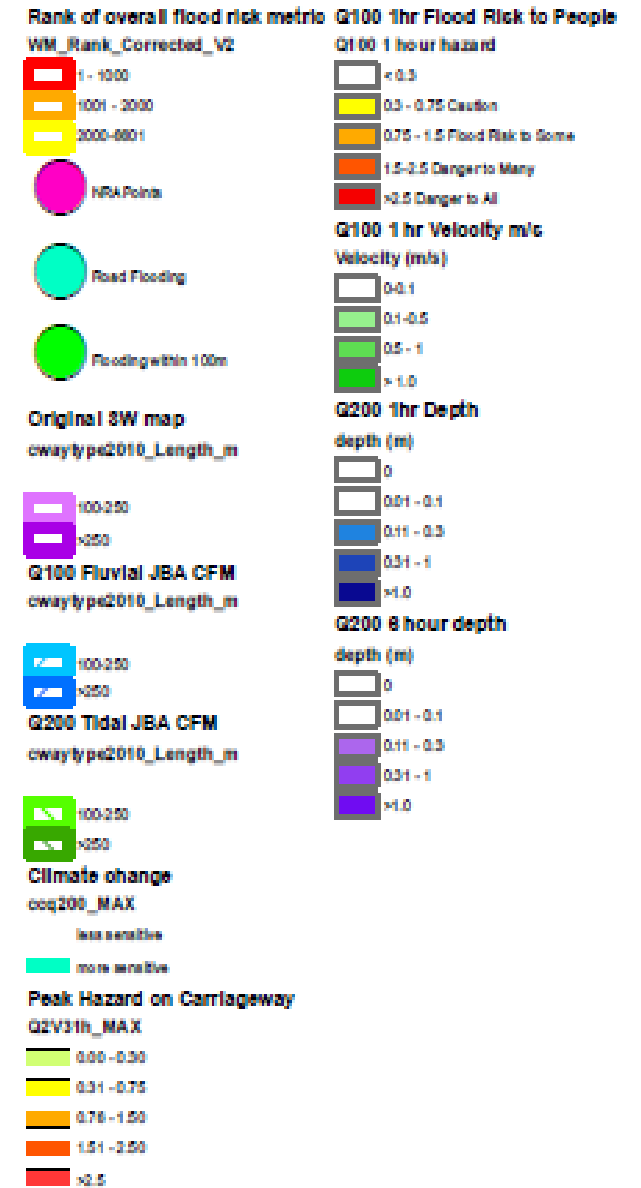 Rank of overall flood risk metric
WM_Rank_Corrected_V2
1 - 1000
1001 - 2000
2000-6601
NRAPoints
Road Flooding
Flooding within 100m
Original SW map
cwaytype2010_Length_m
100-250
>250
Q100 Fluvial JBA CFM
cwaytype2010_Length_m
100-250
>250
Q200 Tidal JBA CFM
cwaytype2010_Length_m
100-250
>250
Climate change
ccq200_MAX
less sensitive
more sensitive
Peak Hazard on Carriageway
Q2V31h_MAX
0.00 - 0.30
0.31 - 0.75
0.76 - 1.50
1.51 - 2.50
>2.5
Q100 1hr Flood Risk to People
Q100 1 hour hazard
< 0.3
0.3 - 0.75 Caution
0.75 - 1.5 Flood Risk to Some
1.5-2.5 Danger to Many
>2.5 Danger to All
Q100 1 hr Velocity m/s
Velocity (m/s)
0-0.1
0.1-0.5
0.5 - 1
> 1.0
Q200 1hr Depth
depth (m)
0
0.01 - 0.1
0.11 - 0.3
0.31 - 1
>1.0
Q200 6 hour depth
depth (m)
0
0.01 - 0.1
0.11 - 0.3
0.31 - 1
>1.0